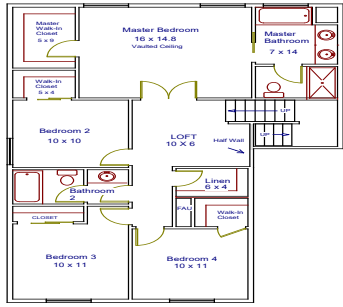 Master
Walk-In
Closet
5 x 9
Master Bedroom
16 x 14.8
Vaulted Ceiling
Master
Bathroom
7 x 14
Walk-In
Closet
5 x 4
UP
Bedroom 2
10 x 10
LOFT
10 X 6
Half Wall
UP
Linen
6 x 4
Bathroom
2
FAU
Walk-In
Closet
CLOSET
Bedroom 3
10 x 11
Bedroom 4
10 x 11